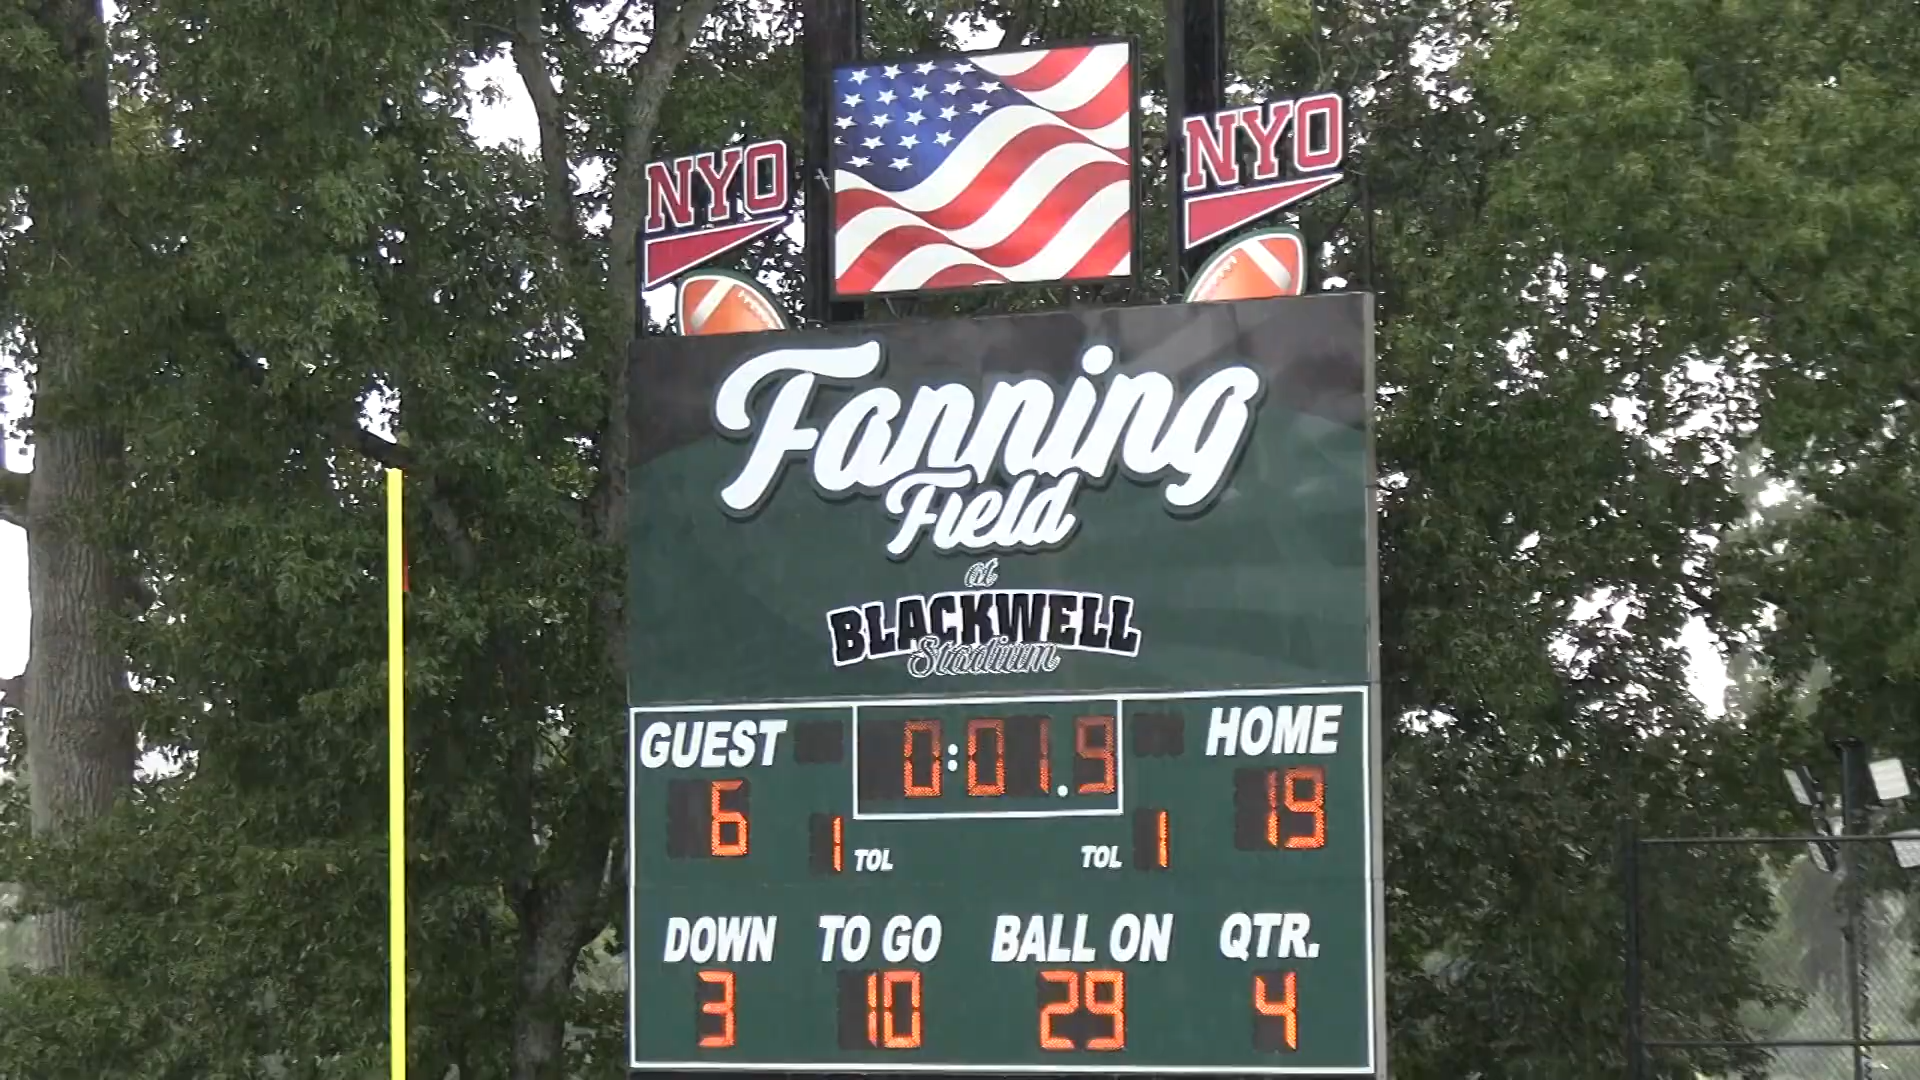 NYO NYO
Fanning
Field
at
BLACKWELL
Stadium
GUEST 0:01.9 HOME
6 1 TOL TOL 1 19
DOWN TO GO BALL ON QTR.
3 10 29 4